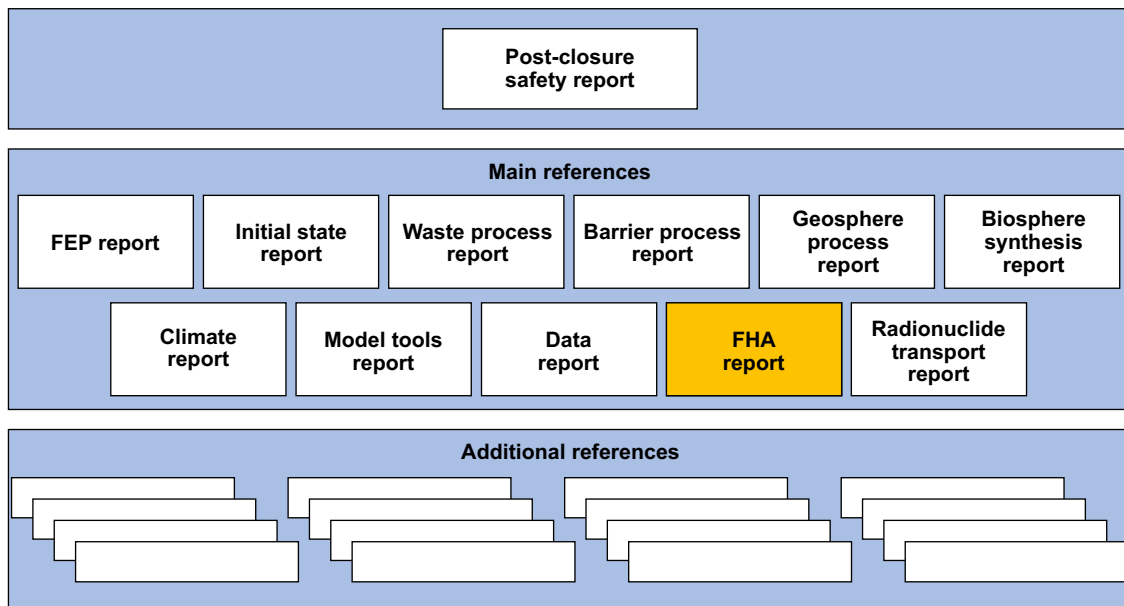 Post-closure
safety report
Main references
FEP report
Initial state
report
Waste process
report
Barrier process
report
Geosphere
process
report
Biosphere
synthesis
report
Climate
report
Model tools
report
Data
report
FHA
report
Radionuclide
transport
report
Additional references